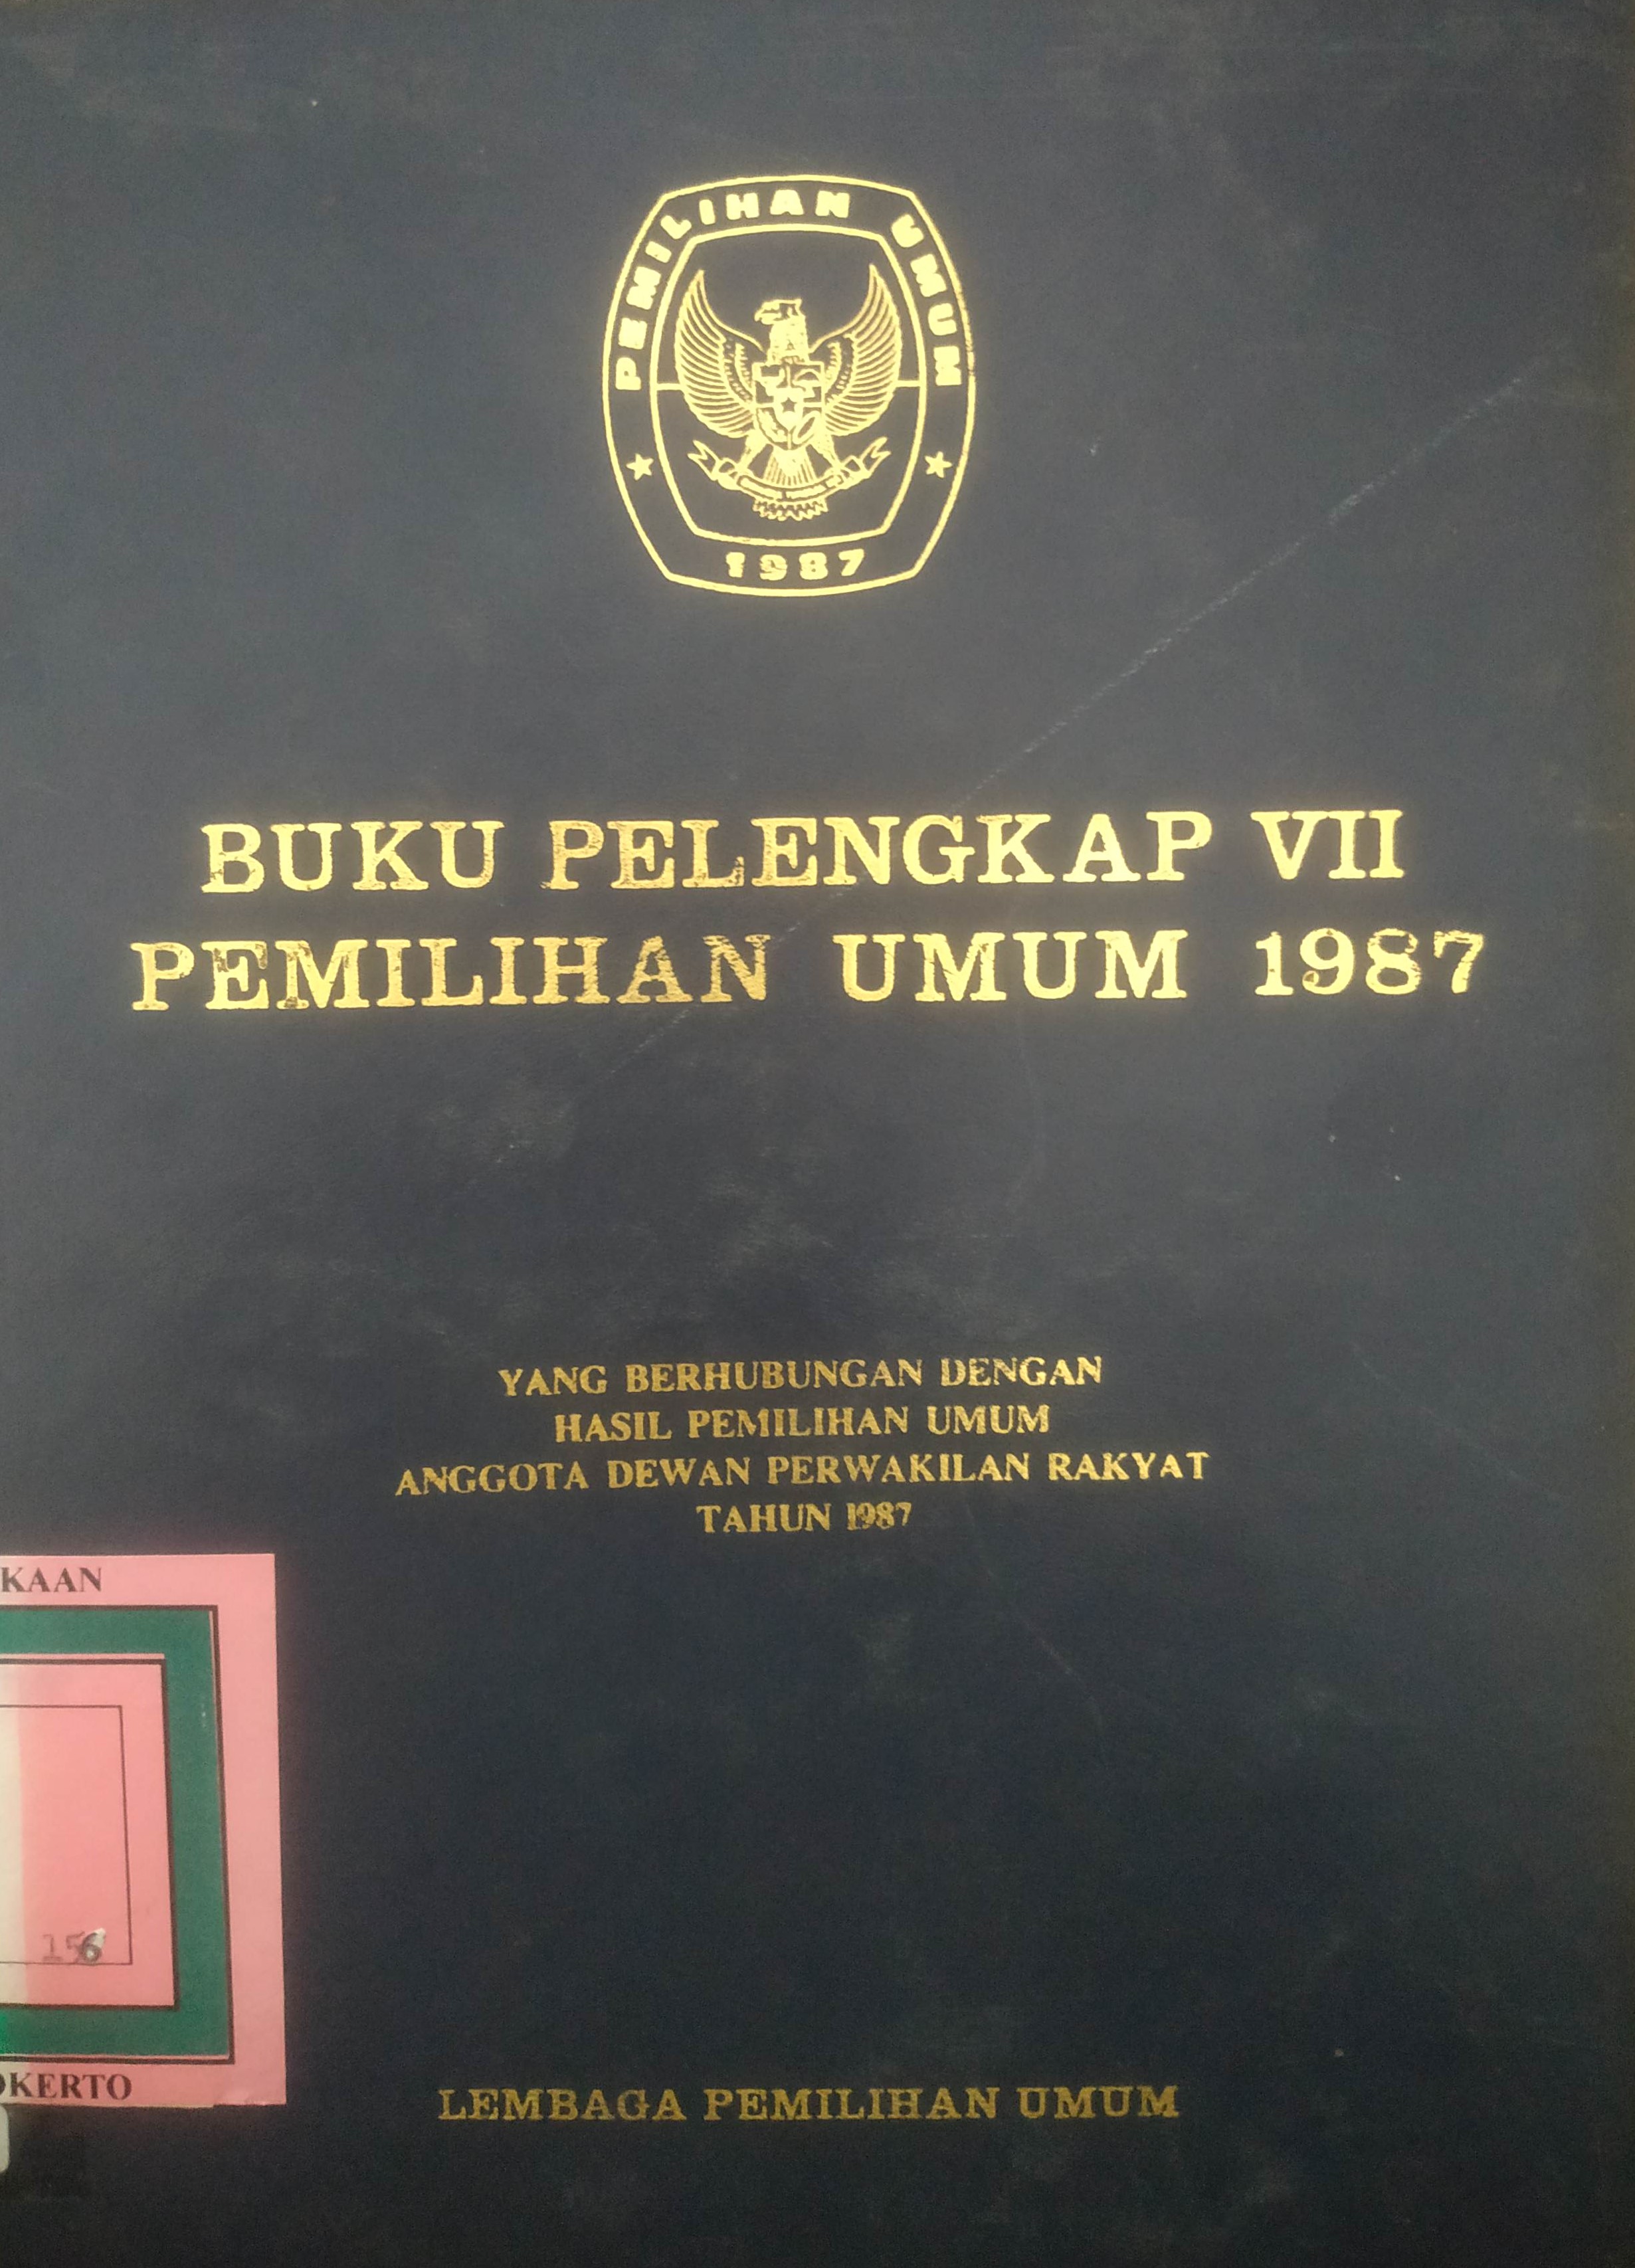 PEMILIHAN UMUM
1987
BUKU PELENGKAP VII
PEMILIHAN UMUM 1987
YANG BERHUBUNGAN DENGAN
HASIL PEMILIHAN UMUM
ANGGOTA DEWAN PERWAKILAN RAKYAT
TAHUN 1987
KAAN
156
OKERTO
LEMBAGA PEMILIHAN UMUM